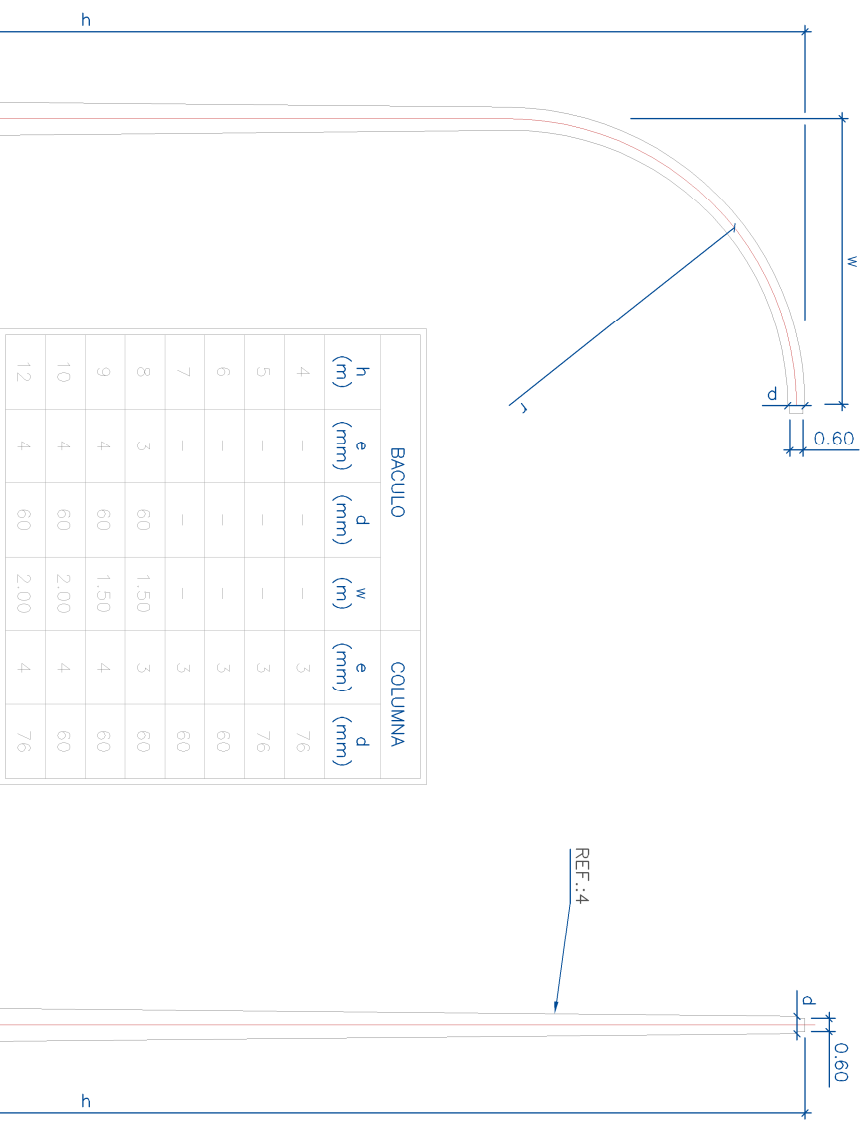 h
w
d
0.60
r
BACULO COLUMNA
h e d w e d
(m) (mm) (mm) (m) (mm) (mm)
4 - - - 3 76
5 - - - 3 76
6 - - - 3 60
7 - - - 3 60
8 3 60 1.50 3 60
9 4 60 1.50 4 60
10 4 60 2.00 4 60
12 4 60 2.00 4 76
REF.:4
d
0.60
h